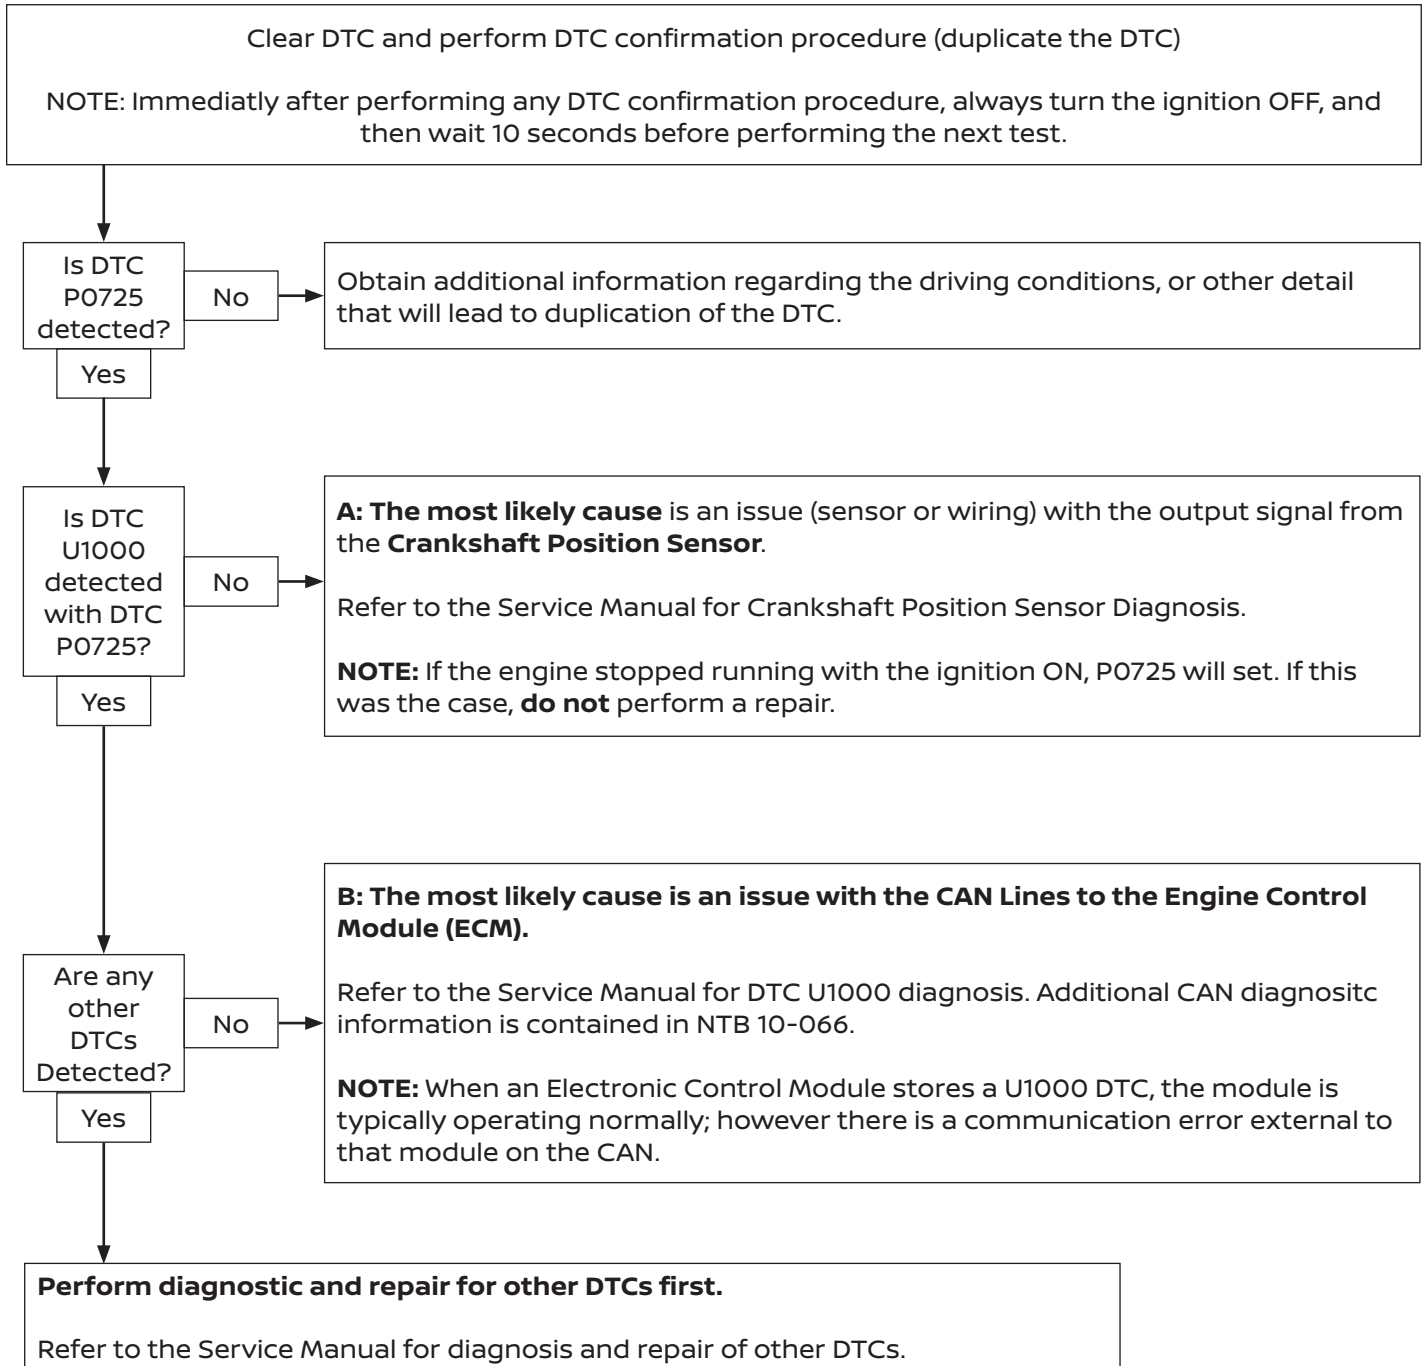 Clear DTC and perform DTC confirmation procedure (duplicate the DTC)
NOTE: Immediatly after performing any DTC confirmation procedure, always turn the ignition OFF, and
then wait 10 seconds before performing the next test.
Is DTC
P0725
detected?
No
Obtain additional information regarding the driving conditions, or other detail
that will lead to duplication of the DTC.
Yes
Is DTC
U1000
detected
with DTC
P0725?
No
A: The most likely cause is an issue (sensor or wiring) with the output signal from
the Crankshaft Position Sensor.
Refer to the Service Manual for Crankshaft Position Sensor Diagnosis.
NOTE: If the engine stopped running with the ignition ON, P0725 will set. If this
was the case, do not perform a repair.
Yes
Are any
other
DTCs
Detected?
No
B: The most likely cause is an issue with the CAN Lines to the Engine Control
Module (ECM).
Refer to the Service Manual for DTC U1000 diagnosis. Additional CAN diagnositc
information is contained in NTB 10-066.
NOTE: When an Electronic Control Module stores a U1000 DTC, the module is
typically operating normally; however there is a communication error external to
that module on the CAN.
Yes
Perform diagnostic and repair for other DTCs first.
Refer to the Service Manual for diagnosis and repair of other DTCs.